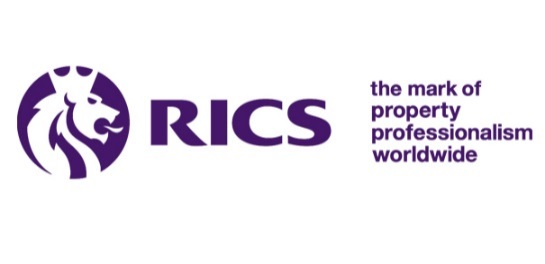 RICS
the mark of
property
professionalism
worldwide